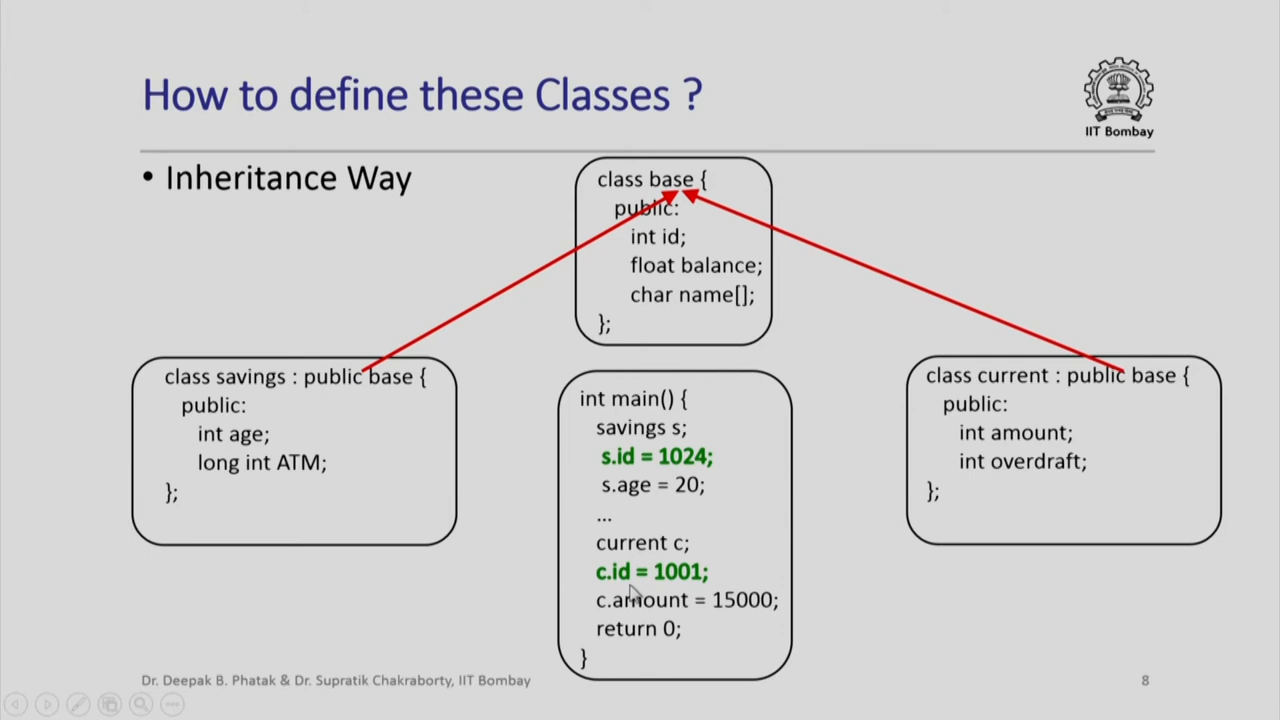 How to define these Classes ?
IIT Bombay
• Inheritance Way
class base {
public:
int id;
float balance;
char name[];
};
class savings : public base {
public:
int age;
long int ATM;
};
int main() {
savings s;
s.id = 1024;
s.age = 20;
...
current c;
c.id = 1001;
c.amount = 15000;
return 0;
}
class current : public base {
public:
int amount;
int overdraft;
};
Dr. Deepak B. Phatak & Dr. Supratik Chakraborty, IIT Bombay
8